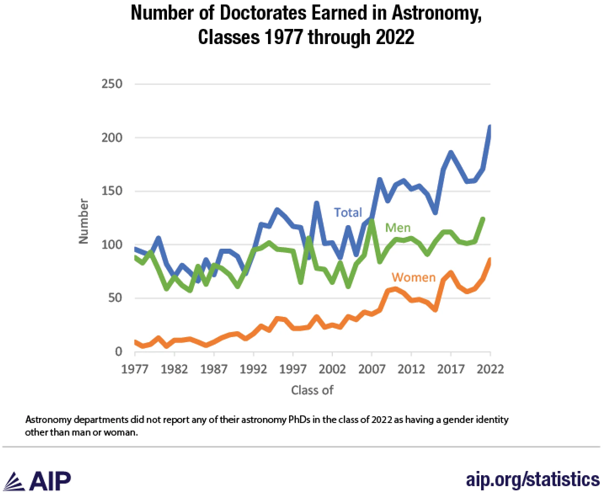 Number of Doctorates Earned in Astronomy,
Classes 1977 through 2022
250
200
150
100
50
0
Number
Total
Men
Women
1977 1982 1987 1992 1997 2002 2007 2012 2017 2022
Class of
Astronomy departments did not report any of their astronomy PhDs in the class of 2022 as having a gender identity
other than man or woman.
AIP
aip.org/statistics